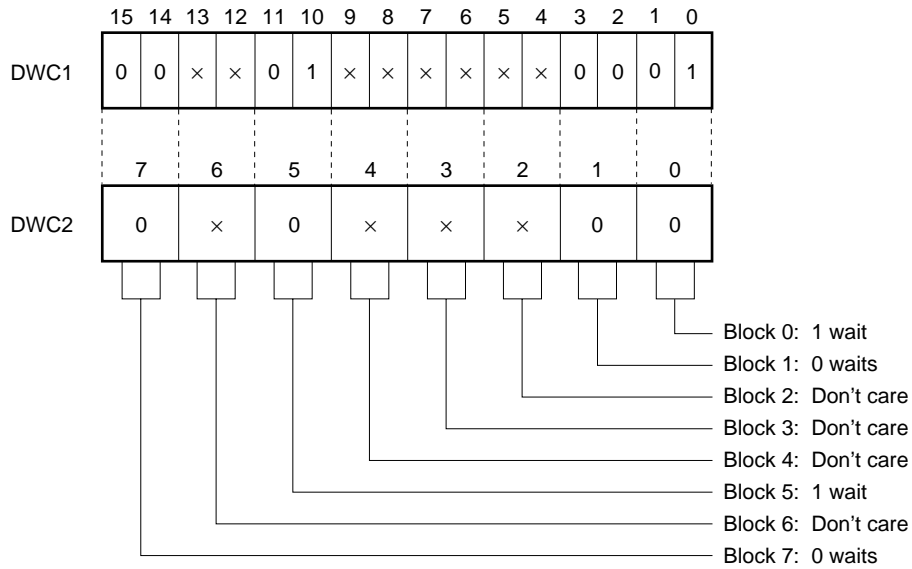 15 14 13 12 11 10 9 8 7 6 5 4 3 2 1 0
DWC1 0 0 × × 0 1 × × × × × × 0 0 0 1
7 6 5 4 3 2 1 0
DWC2 0 × 0 × × × 0 0
Block 0: 1 wait
Block 1: 0 waits
Block 2: Don't care
Block 3: Don't care
Block 4: Don't care
Block 5: 1 wait
Block 6: Don't care
Block 7: 0 waits